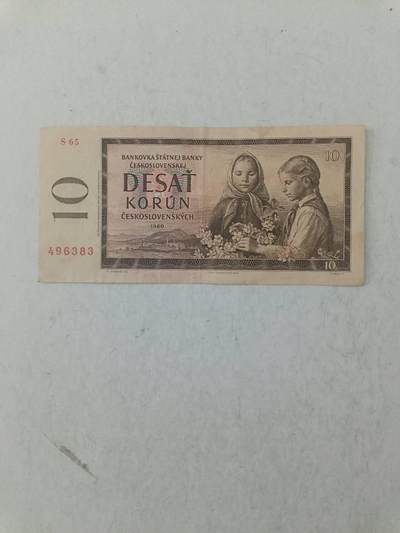 S 65
10
BANKOVKA ŠTÁTNEJ BANKY
ČESKOSLOVENSKEJ
DESAŤ
KORÚN
ČESKOSLOVENSKÝCH
1960
496383
10
10